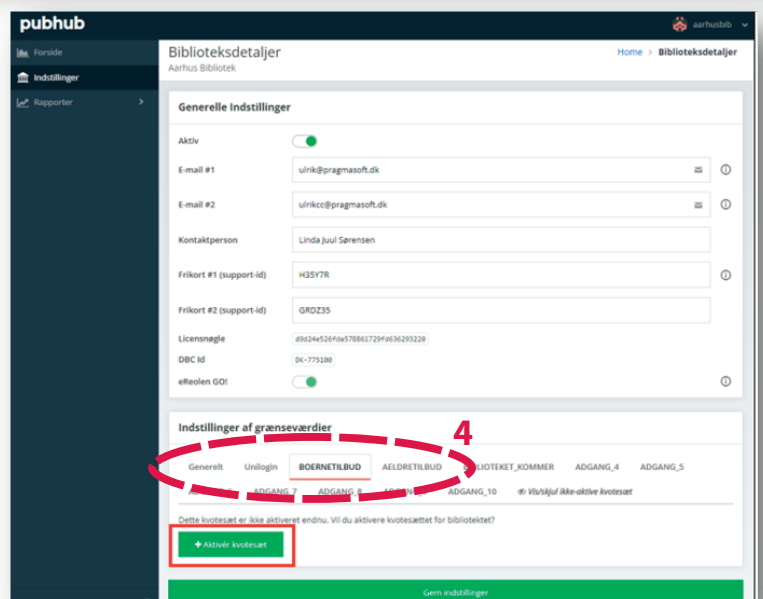 pubhub
aarhusbib
Forside
Indstillinger
Rapporter
Biblioteksdetaljer
Aarhus Bibliotek
Home > Biblioteksdetaljer
Generelle Indstillinger
Aktiv
E-mail #1 ulrik@pragmasoft.dk
E-mail #2 ulrikcc@pragmasoft.dk
Kontaktperson Linda Juul Sørensen
Frikort #1 (support-id) H35Y7R
Frikort #2 (support-id) GRDZ35
Licensnøgle d9d24e526fda578861729fd636293220
DBC Id DK-775100
eReolen GO!
Indstillinger af grænseværdier
4
Generelt Unilogin BOERNETILBUD AELDRETILBUD KOMMER ADGANG_4 ADGANG_5
ADGANG_7 ADGANG_8 ADGANG_10 Vis/skjul ikke-aktive kvotesæt
Dette kvotesæt er ikke aktiveret endnu. Vil du aktivere kvotesættet for bibliotektet?
+ Aktivér kvotesæt
Gem indstillinger